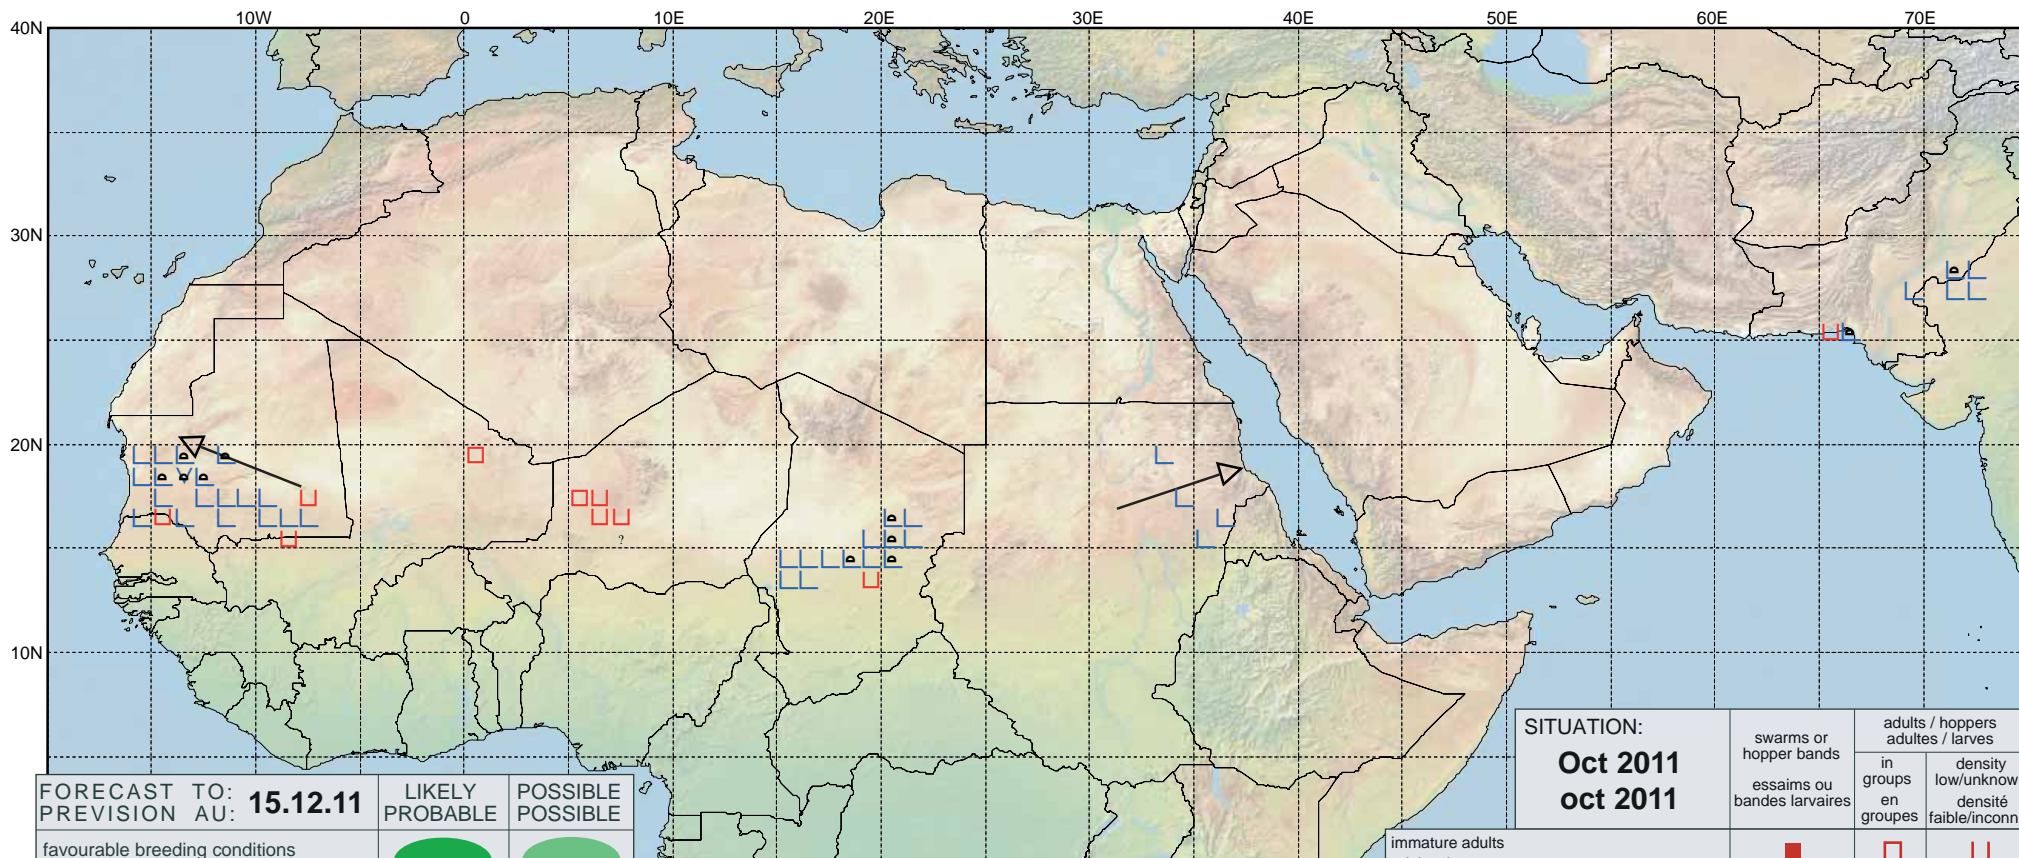 10W 0 10E 20E 30E 40E 50E 60E 70E
40N
30N
20N
10N
?
SITUATION:
Oct 2011
oct 2011
swarms or
hopper bands
essaims ou
bandes larvaires
adults / hoppers
adultes / larves
in
groups
en
groupes
density
low/unknow
densité
faible/inconn
immature adults
FORECAST TO:
PREVISION AU:
15.12.11
LIKELY
PROBABLE
POSSIBLE
POSSIBLE
favourable breeding conditions